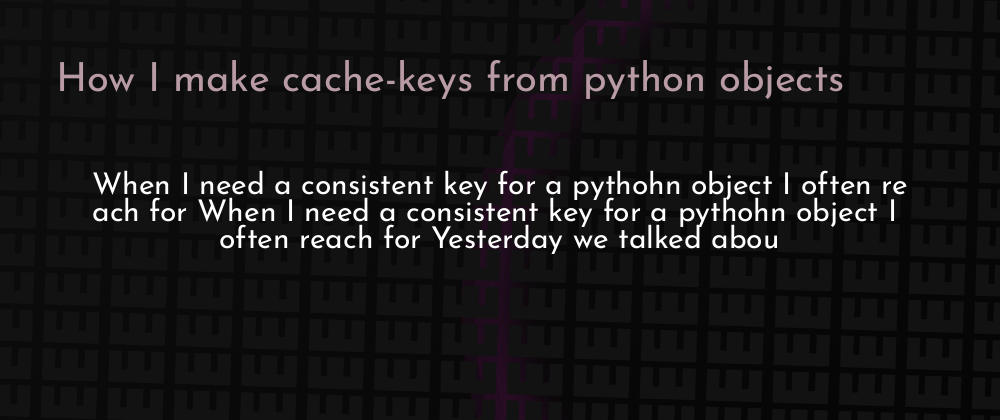 How I make cache-keys from python objects
When I need a consistent key for a pythohn object I often re
ach for When I need a consistent key for a pythohn object I
often reach for Yesterday we talked abou